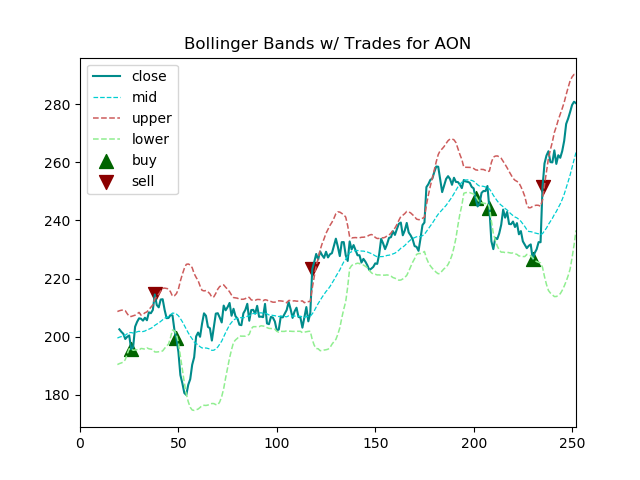 Bollinger Bands w/ Trades for AON
close
mid
upper
lower
buy
sell
280
260
240
220
200
180
0 50 100 150 200 250